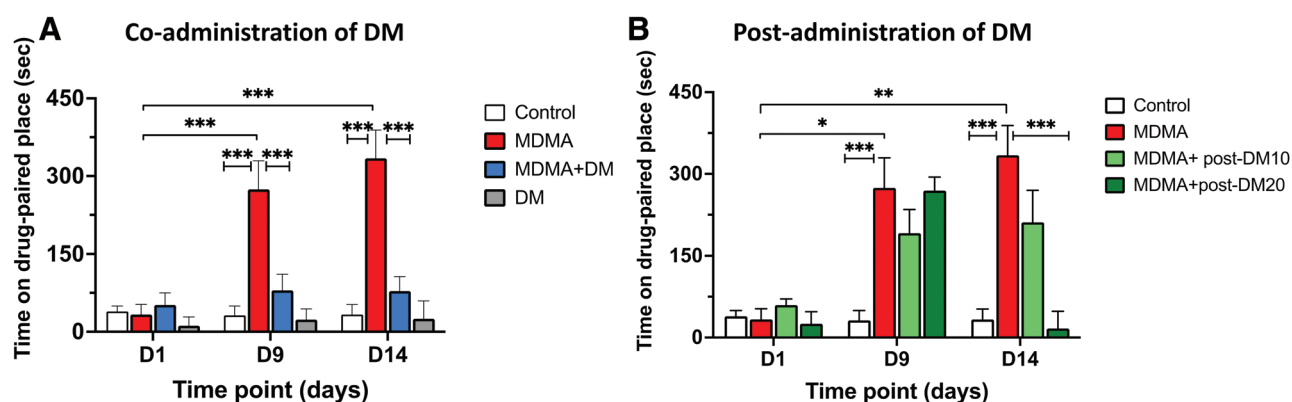 A
Co-administration of DM
Time on drug-paired place (sec)
450
300
150
0
***
***
***
***
***
***
D1
D9
D14
Time point (days)
Control
MDMA
MDMA+DM
DM
B
Post-administration of DM
Time on drug-paired place (sec)
450
300
150
0
**
*
***
***
***
D1
D9
D14
Time point (days)
Control
MDMA
MDMA+ post-DM10
MDMA+post-DM20